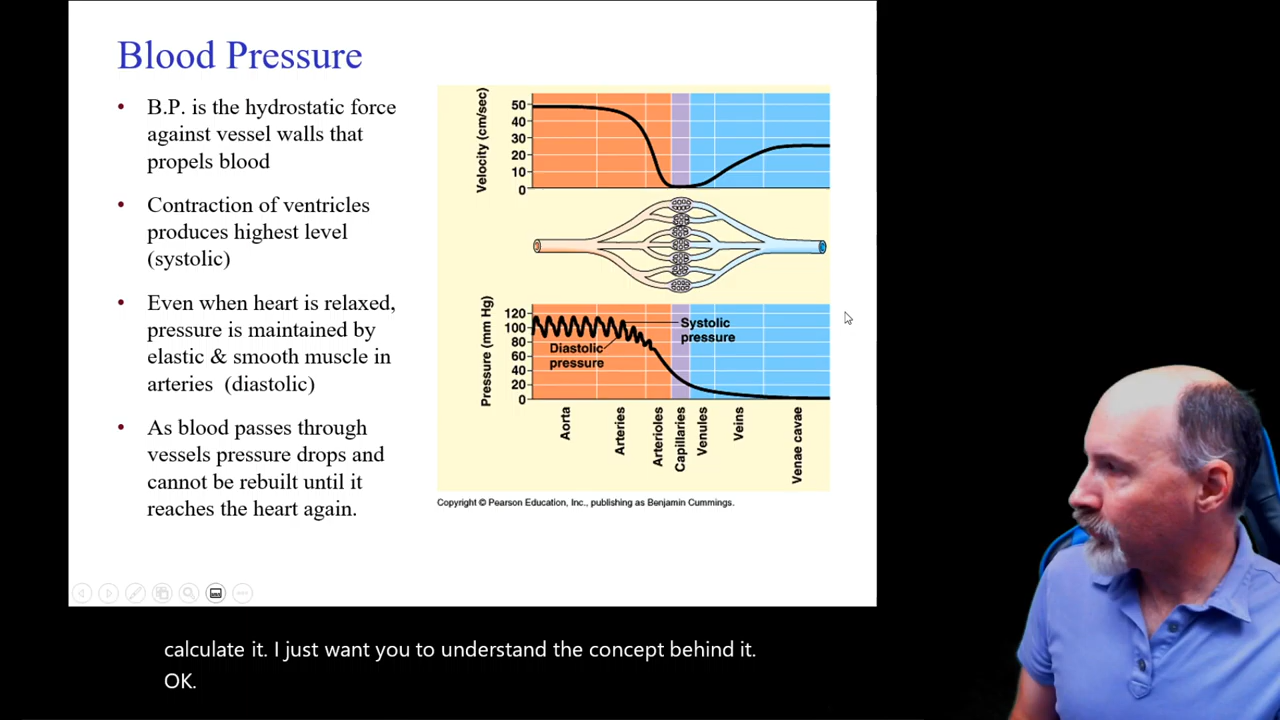 Blood Pressure
• B.P. is the hydrostatic force
against vessel walls that
propels blood
• Contraction of ventricles
produces highest level
(systolic)
• Even when heart is relaxed,
pressure is maintained by
elastic & smooth muscle in
arteries (diastolic)
• As blood passes through
vessels pressure drops and
cannot be rebuilt until it
reaches the heart again.
Velocity (cm/sec)
50
40
30
20
10
0
Pressure (mm Hg)
120
100
80
60
40
20
0
Systolic
pressure
Diastolic
pressure
Aorta
Arteries
Arterioles
Capillaries
Venules
Veins
Venae cavae
Copyright © Pearson Education, Inc., publishing as Benjamin Cummings.
calculate it. I just want you to understand the concept behind it.
OK.